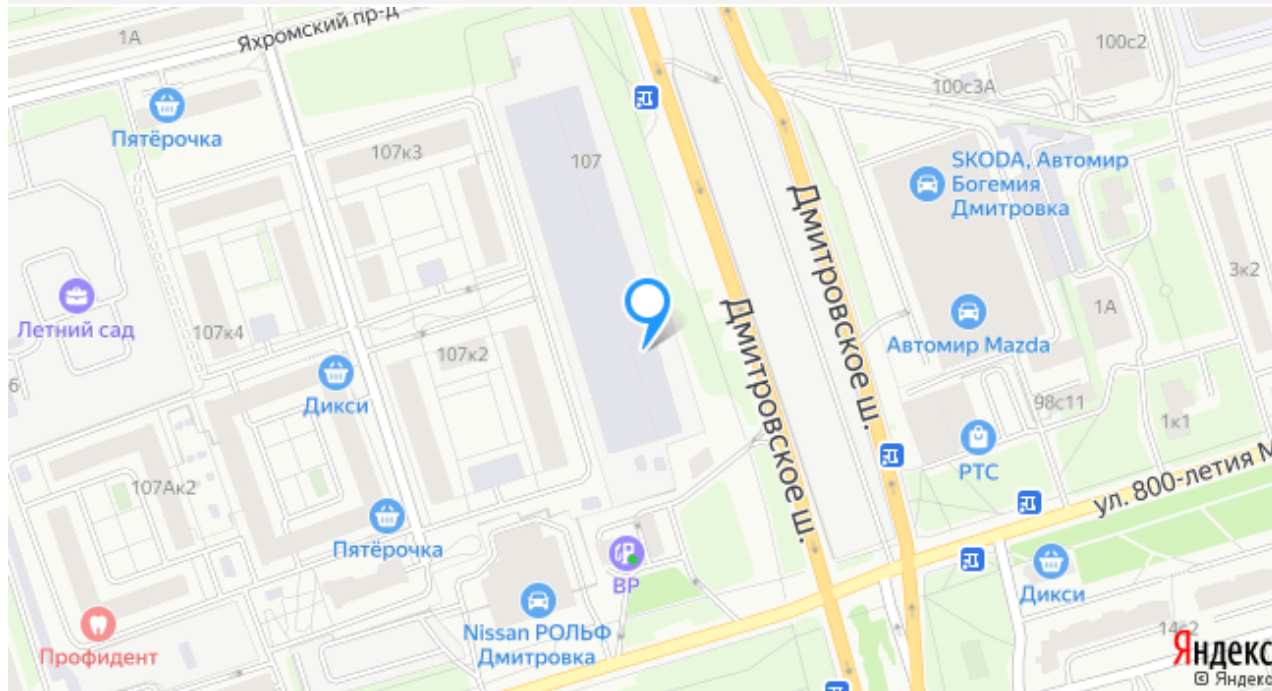 1А
Яхромский пр-д
100с2
100с3А
Пятёрочка
107к3
107
SKODA, Автомир
Богемия
Дмитровка
Дмитровское ш.
3к2
Летний сад
107к4
107к2
Дмитровское ш.
1А
Автомир Mazda
6
Дикси
98с11
1к1
РТС
107Ак2
ул. 800-летия М
Пятёрочка
BP
Дикси
Nissan РОЛЬФ
Дмитровка
Профидент
14с2
Яндекс
© Яндекс